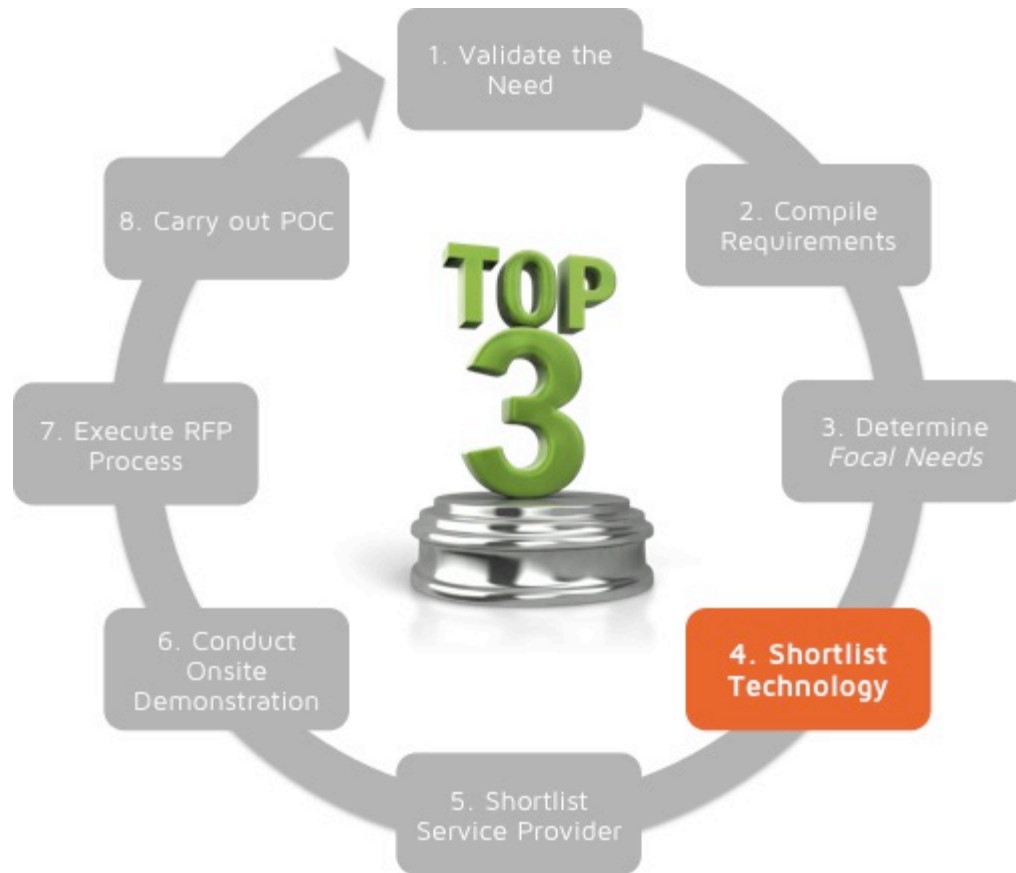 1. Validate the
Need
2. Compile
Requirements
3. Determine
Focal Needs
4. Shortlist
Technology
5. Shortlist
Service Provider
6. Conduct
Onsite
Demonstration
7. Execute RFP
Process
8. Carry out POC
TOP
3